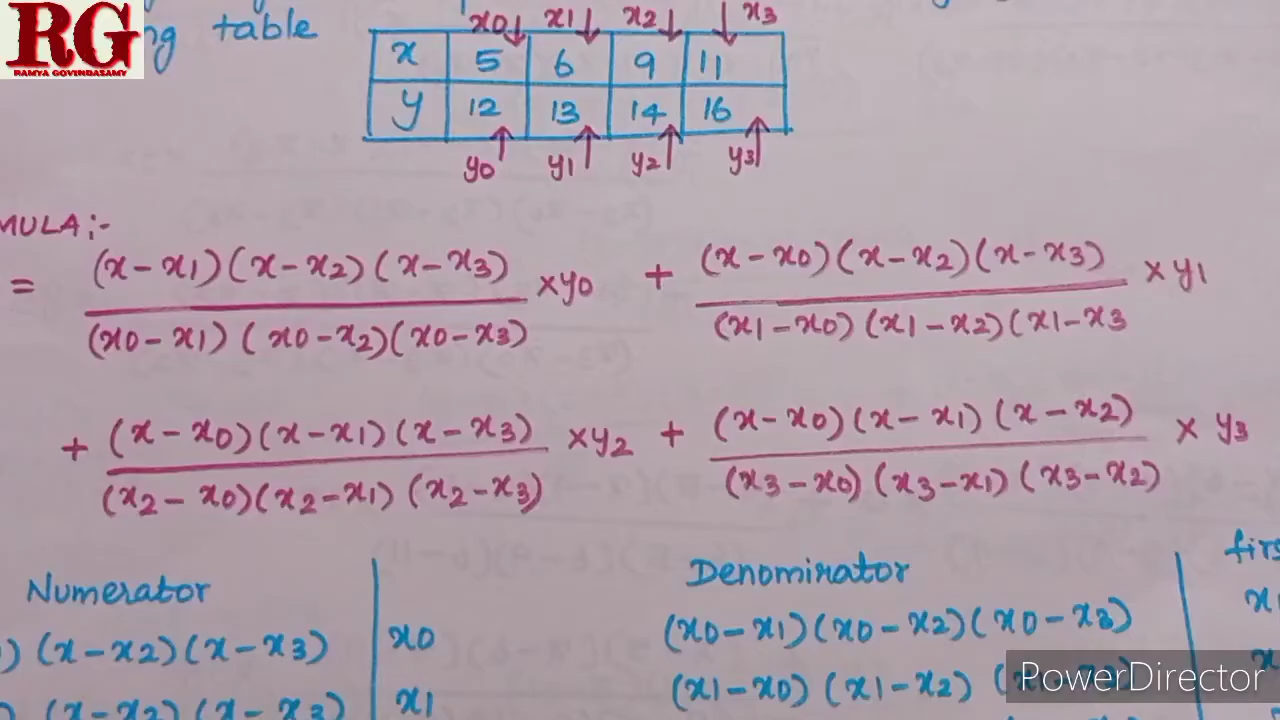 RG
RAMYA GOVINDASAMY
ng table
x0 x1 x2 x3
x 5 6 9 11
y 12 13 14 16
y0 y1 y2 y3
MULA:-
= (x-x1)(x-x2)(x-x3) / (x0-x1)(x0-x2)(x0-x3) ×y0 + (x-x0)(x-x2)(x-x3) / (x1-x0)(x1-x2)(x1-x3 ×y1
+ (x-x0)(x-x1)(x-x3) / (x2-x0)(x2-x1)(x2-x3) ×y2 + (x-x0)(x-x1)(x-x2) / (x3-x0)(x3-x1)(x3-x2) × y3
Numerator Denominator firs
)(x-x2)(x-x3) x0 (x0-x1)(x0-x2)(x0-x3)
)(x-x2)(x-x3) x1 (x1-x0)(x1-x2)
PowerDirector